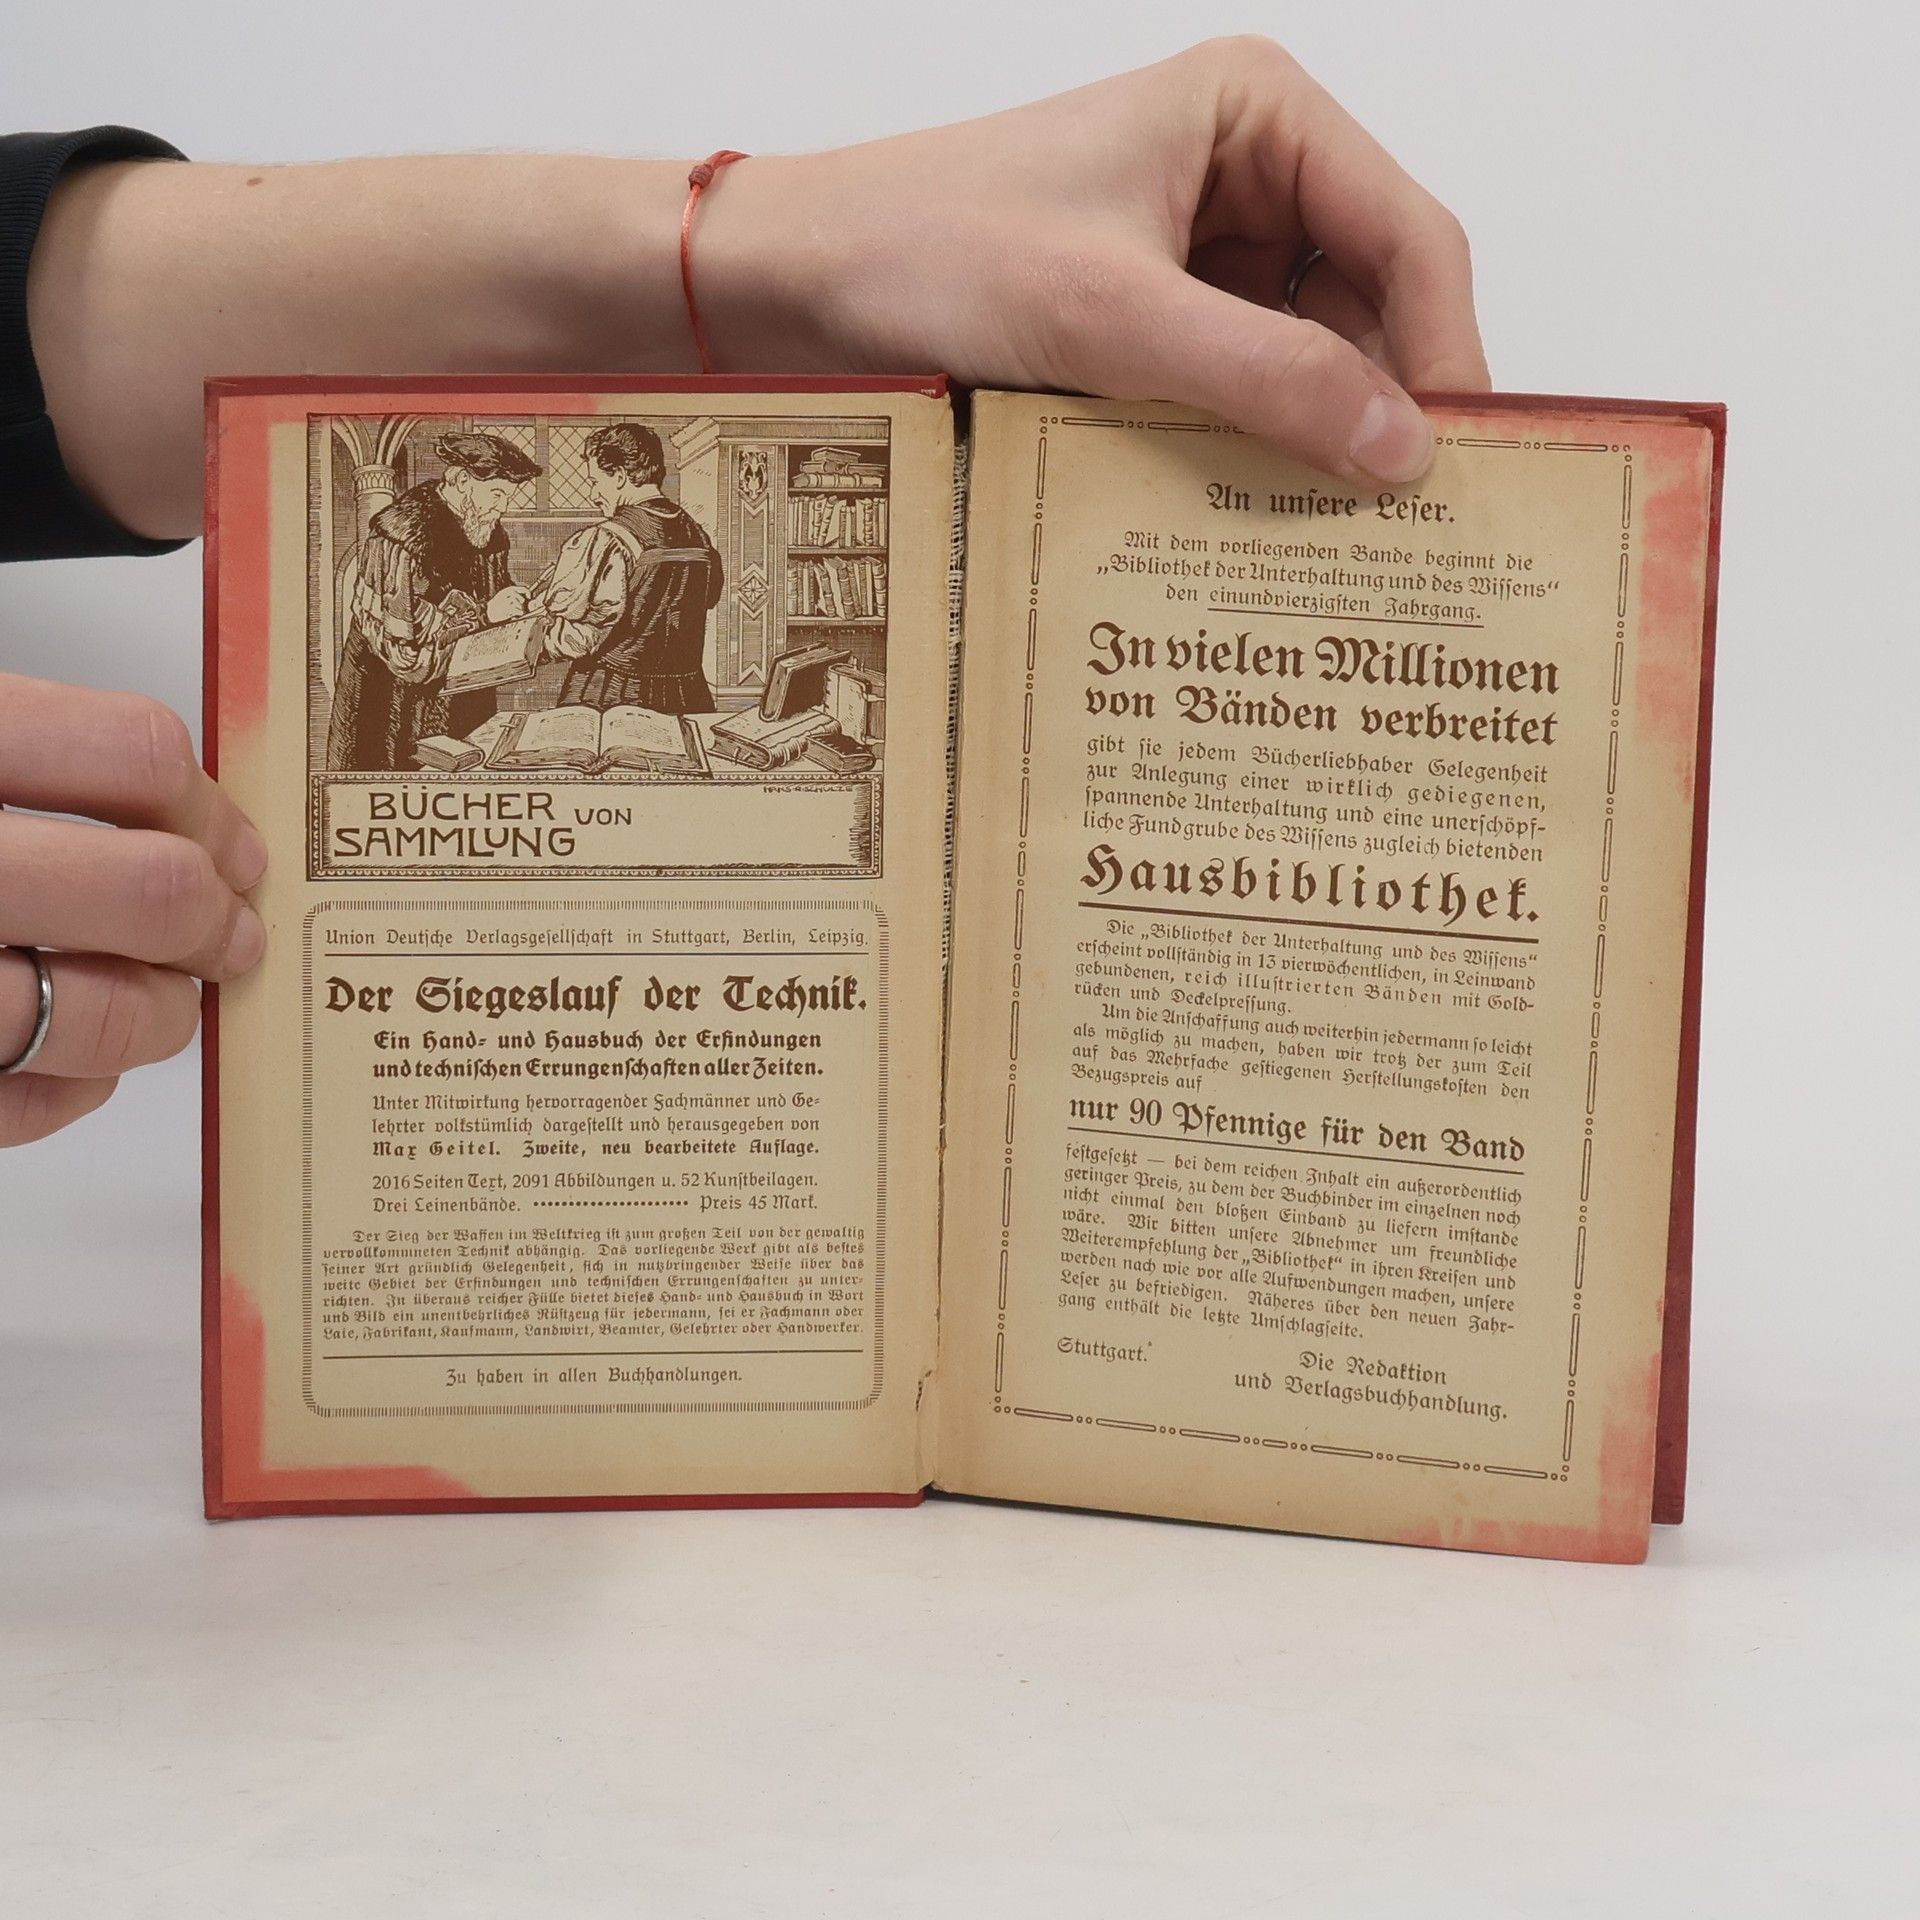 HANS·A·SCHULZE
BÜCHER VON
SAMMLUNG
Union Deutsche Verlagsgesellschaft in Stuttgart, Berlin, Leipzig.
Der Siegeslauf der Technik.
Ein Hand- und Hausbuch der Erfindungen
und technischen Errungenschaften aller Zeiten.
Unter Mitwirkung hervorragender Fachmänner und Ge-
lehrter volkstümlich dargestellt und herausgegeben von
Max Geitel. Zweite, neu bearbeitete Auflage.
2016 Seiten Text, 2091 Abbildungen u. 52 Kunstbeilagen.
Drei Leinenbände. ····················· Preis 45 Mark.
Der Sieg der Waffen im Weltkrieg ist zum großen Teil von der gewaltig
vervollkommneten Technik abhängig. Das vorliegende Werk gibt als bestes
seiner Art gründlich Gelegenheit, sich in nutzbringender Weise über das
weite Gebiet der Erfindungen und technischen Errungenschaften zu unter-
richten. In überaus reicher Fülle bietet dieses Hand- und Hausbuch in Wort
und Bild ein unentbehrliches Rüstzeug für jedermann, sei er Fachmann oder
Laie, Fabrikant, Kaufmann, Landwirt, Beamter, Gelehrter oder Handwerker.
Zu haben in allen Buchhandlungen.
An unsere Leser.
Mit dem vorliegenden Bande beginnt die
„Bibliothek der Unterhaltung und des Wissens“
den einundvierzigsten Jahrgang.
In vielen Millionen
von Bänden verbreitet
gibt sie jedem Bücherliebhaber Gelegenheit
zur Anlegung einer wirklich gediegenen,
spannende Unterhaltung und eine unerschöpf-
liche Fundgrube des Wissens zugleich bietenden
Hausbibliothek.
Die „Bibliothek der Unterhaltung und des Wissens“
erscheint vollständig in 13 vierwöchentlichen, in Leinwand
gebundenen, reich illustrierten Bänden mit Gold-
rücken und Deckelpressung.
Um die Anschaffung auch weiterhin jedermann so leicht
als möglich zu machen, haben wir trotz der zum Teil
auf das Mehrfache gestiegenen Herstellungskosten den
Bezugspreis auf
nur 90 Pfennige für den Band
festgesetzt — bei dem reichen Inhalt ein außerordentlich
geringer Preis, zu dem der Buchbinder im einzelnen noch
nicht einmal den bloßen Einband zu liefern imstande
wäre. Wir bitten unsere Abnehmer um freundliche
Weiterempfehlung der „Bibliothek“ in ihren Kreisen und
werden nach wie vor alle Aufwendungen machen, unsere
Leser zu befriedigen. Näheres über den neuen Jahr-
gang enthält die letzte Umschlagseite.
Stuttgart. Die Redaktion
und Verlagsbuchhandlung.